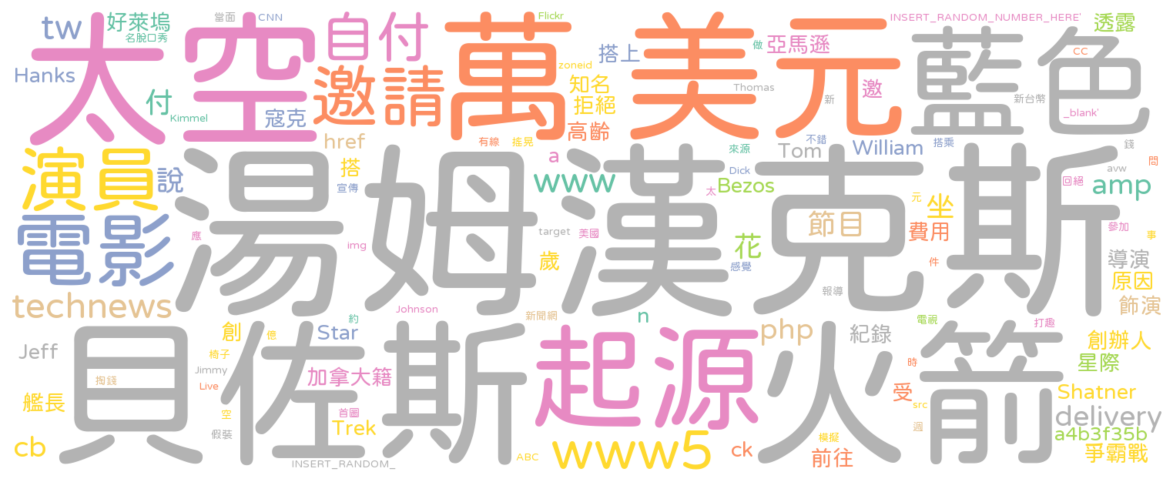 太空
自付
邀請
萬
美元
藍色
tw
好萊塢
名脫口秀
當面
CNN
Flickr
INSERT_RANDOM_NUMBER_HERE'
透露
Hanks
付
Kimmel
寇克
搭上
做
亞馬遜
cc
zoneid
知名
拒絕
Thomas
邀
新
新台幣
_blank'
演員
說
href
有線
搖晃
高齡
a
來源
不錯
Tom
William
搭乘
錢
問
湯姆漢克斯
搭
宣傳
www
Dick
太
Bezos
節目
元
坐
回絕
avw
amp
電影
應
img
target
美國
歲
花
感覺
費用
參加
事
件
導演
原因
technews
報導
飾演
Johnson
新聞網
n
php
紀錄
電視
打趣
創
億
約
Star
創辦人
貝佐斯
起源
火箭
Jeff
椅子
Jimmy
Live
加拿大籍
時
星際
掏錢
受
src
Shatner
艦長
空
首圖
Trek
週
delivery
假裝
模擬
a4b3f35b
cb
INSERT_RANDOM_
ABC
www5
ck
前往
爭霸戰